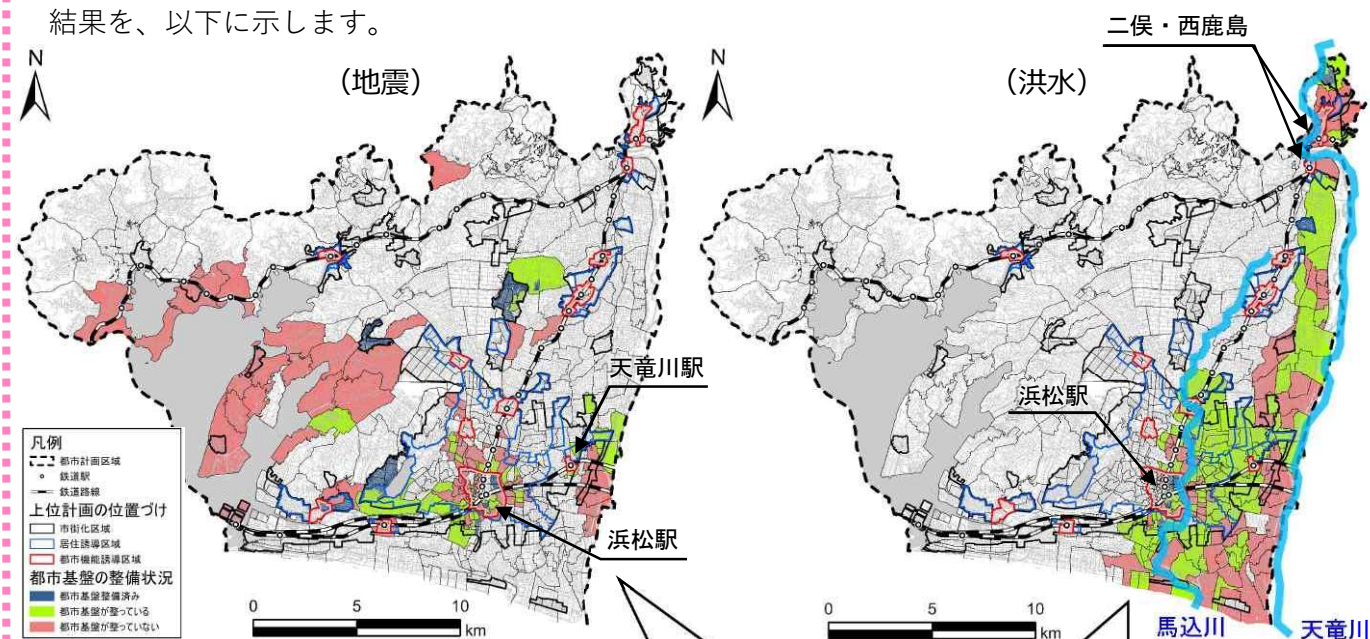 結果を、以下に示します。
N
(地震)
天竜川駅
浜松駅
凡例
都市計画区域
鉄道駅
鉄道路線
上位計画の位置づけ
市街化区域
居住誘導区域
都市機能誘導区域
都市基盤の整備状況
都市基盤整備済み
都市基盤が整っている
都市基盤が整っていない
0 5 10
km
二俣・西鹿島
N
(洪水)
浜松駅
0 5 10
km
馬込川
天竜川